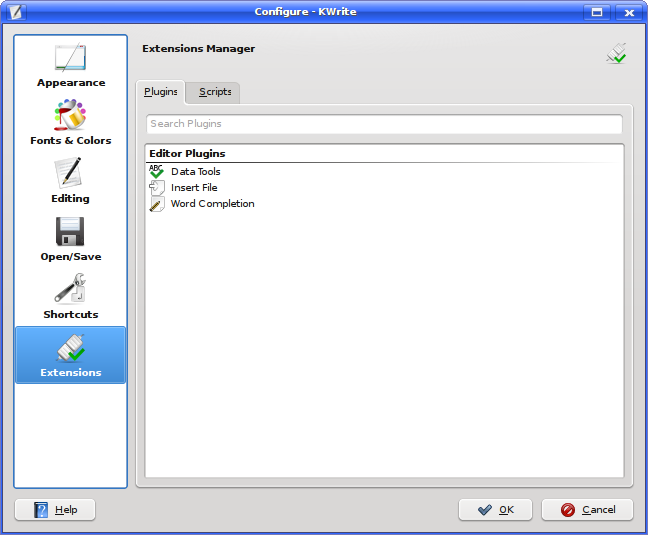 Configure - KWrite
Appearance
Fonts & Colors
Editing
Open/Save
Shortcuts
Extensions
Extensions Manager
Plugins
Scripts
Search Plugins
Editor Plugins
ABC
Data Tools
Insert File
Word Completion
? Help
OK
Cancel